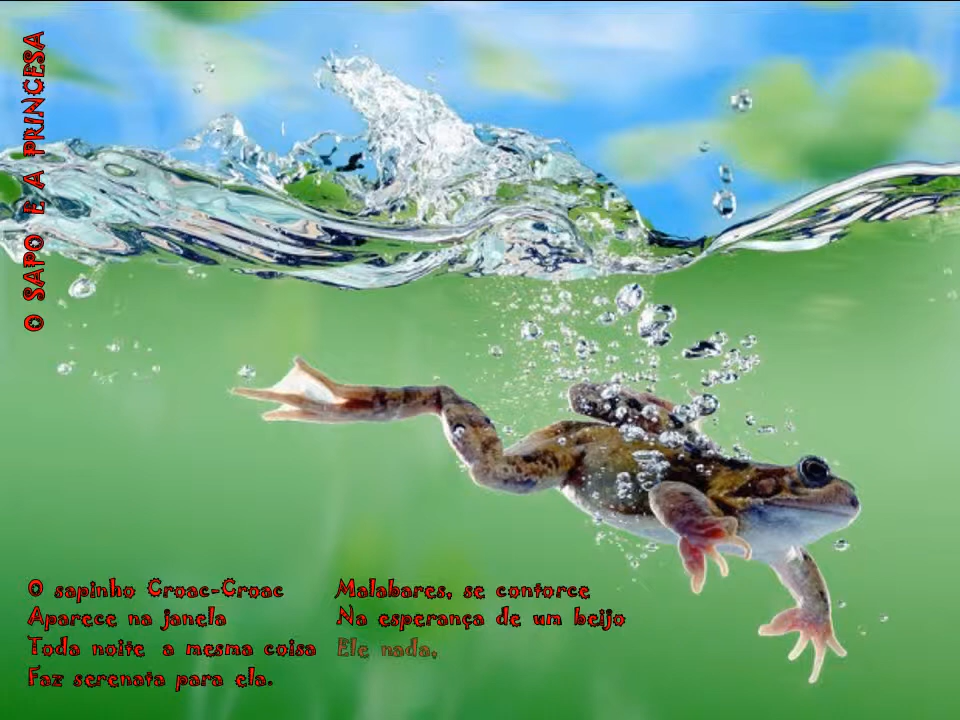 O SAPO E A PRINCESA
O sapinho Croac-Croac
Aparece na janela
Toda noite a mesma coisa
Faz serenata para ela.
Malabares, se contorce
Na esperança de um beijo
Ele nada,